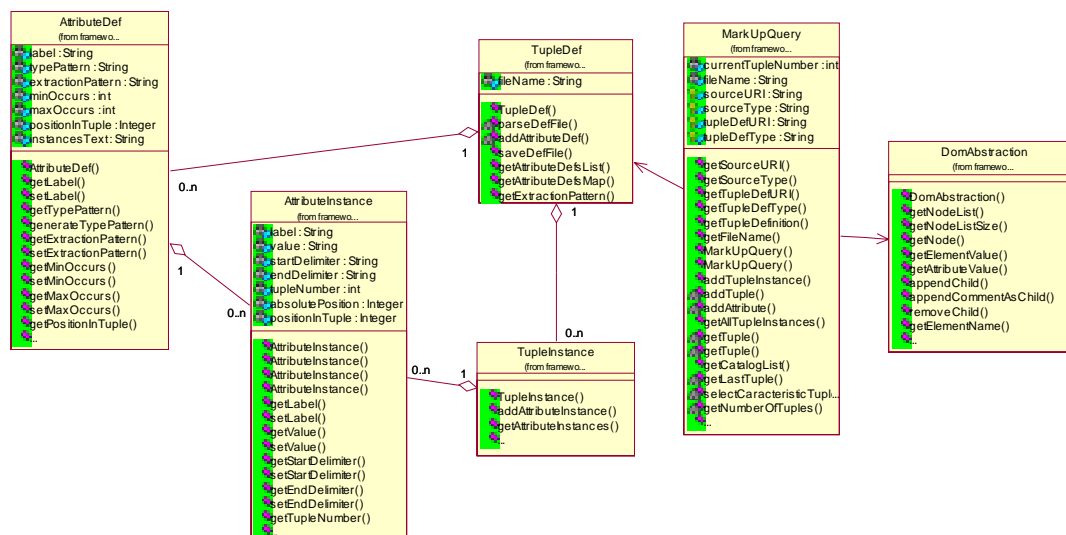 AttributeDef
(from framewo...
label : String
typePattern : String
extractionPattern : String
minOccurs : int
maxOccurs : int
positionInTuple : Integer
instancesText : String
AttributeDef()
getLabel()
setLabel()
getTypePattern()
generateTypePattern()
getExtractionPattern()
setExtractionPattern()
getMinOccurs()
setMinOccurs()
getMaxOccurs()
setMaxOccurs()
getPositionInTuple()
...
0..n
1
1
0..n
AttributeInstance
(from framewo...
label : String
value : String
startDelimiter : String
endDelimiter : String
tupleNumber : int
absolutePosition : Integer
positionInTuple : Integer
AttributeInstance()
AttributeInstance()
AttributeInstance()
AttributeInstance()
getLabel()
setLabel()
getValue()
setValue()
getStartDelimiter()
setStartDelimiter()
getEndDelimiter()
setEndDelimiter()
getTupleNumber()
...
TupleDef
(from framewo...
fileName : String
TupleDef()
parseDefFile()
addAttributeDef()
saveDefFile()
getAttributeDefsList()
getAttributeDefsMap()
getExtractionPattern()
1
0..n
0..n
1
TupleInstance
(from framewo...
TupleInstance()
addAttributeInstance()
getAttributeInstances()
...
MarkUpQuery
(from framewo...
currentTupleNumber : int
fileName : String
sourceURI : String
sourceType : String
tupleDefURI : String
tupleDefType : String
getSourceURI()
getSourceType()
getTupleDefURI()
getTupleDefType()
getTupleDefinition()
getFileName()
MarkUpQuery()
MarkUpQuery()
addTupleInstance()
addTuple()
addAttribute()
getAllTupleInstances()
getTuple()
getTuple()
getCatalogList()
getLastTuple()
selectCaracteristicTupl...
getNumberOfTuples()
...
DomAbstraction
(from framewo...
DomAbstraction()
getNodeList()
getNodeListSize()
getNode()
getElementValue()
getAttributeValue()
appendChild()
appendCommentAsChild()
removeChild()
getElementName()
...